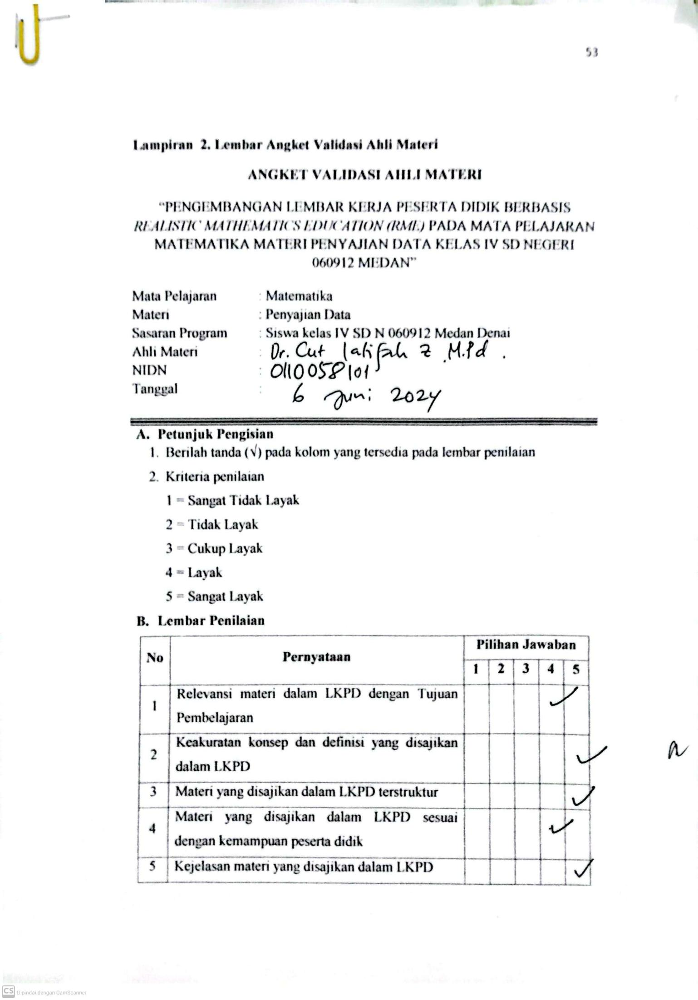 53
Lampiran 2. Lembar Angket Validasi Ahli Materi
ANGKET VALIDASI AHLI MATERI
“PENGEMBANGAN LEMBAR KERJA PESERTA DIDIK BERBASIS
REALISTIC MATHEMATICS EDUCATION (RME) PADA MATA PELAJARAN
MATEMATIKA MATERI PENYAJIAN DATA KELAS IV SD NEGERI
060912 MEDAN”
Mata Pelajaran : Matematika
Materi : Penyajian Data
Sasaran Program : Siswa kelas IV SD N 060912 Medan Denai
Ahli Materi : Dr. Cut latifah Z .M.Pd .
NIDN : 0110058101
Tanggal : 6 Juni 2024
A. Petunjuk Pengisian
1. Berilah tanda (√) pada kolom yang tersedia pada lembar penilaian
2. Kriteria penilaian
1 = Sangat Tidak Layak
2 = Tidak Layak
3 = Cukup Layak
4 = Layak
5 = Sangat Layak
B. Lembar Penilaian
No Pernyataan Pilihan Jawaban
1 2 3 4 5
1 Relevansi materi dalam LKPD dengan Tujuan ✓
Pembelajaran
2 Keakuratan konsep dan definisi yang disajikan ✓
dalam LKPD
3 Materi yang disajikan dalam LKPD terstruktur ✓
4 Materi yang disajikan dalam LKPD sesuai ✓
dengan kemampuan peserta didik
5 Kejelasan materi yang disajikan dalam LKPD ✓
CS Dipindai dengan CamScanner